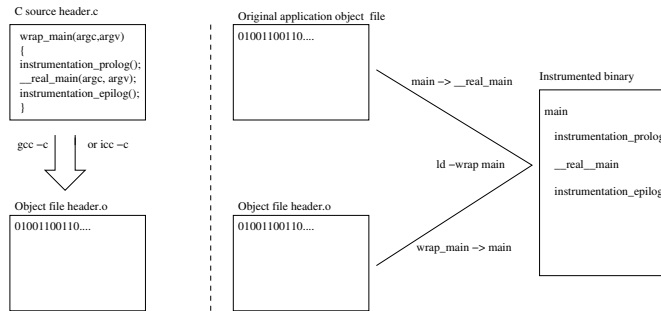 C source header.c
wrap_main(argc,argv)
{
instrumentation_prolog();
__real_main(argc, argv);
instrumentation_epilog();
}
gcc −c
or icc −c
Object file header.o
01001100110....
Original application object file
01001100110....
main −> __real_main
ld −wrap main
Object file header.o
01001100110....
wrap_main −> main
Instrumented binary
main
instrumentation_prolog
__real__main
instrumentation_epilog